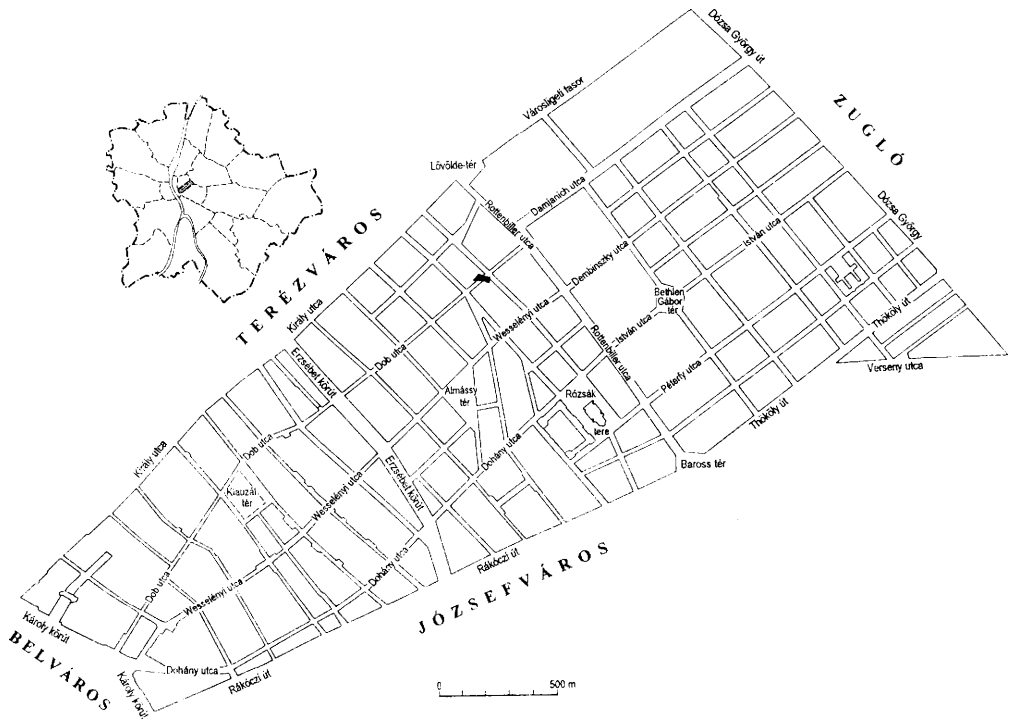 Dózsa György út
ZUGLÓ
Városligeti fasor
Lövölde-tér
Damjanich utca
Rottenbiller utca
Dózsa György
István utca
TERÉZVÁROS
Dembinszky utca
Bethlen
Gábor
tér
Király utca
Wesselényi utca
István utca
Thököly út
Rottenbiller utca
Dob utca
Erzsébet körút
Verseny utca
Péterfy utca
Almássy
tér
Rózsák
tere
Thököly út
Dohány utca
Baross tér
Király utca
Dob utca
Erzsébet körút
Klauzál
tér
Wesselényi utca
Rákóczi út
JÓZSEFVÁROS
Dohány utca
Dob utca
Wesselényi utca
Károly körút
BELVÁROS
Dohány utca
Rákóczi út
Károly körút
0 500 m